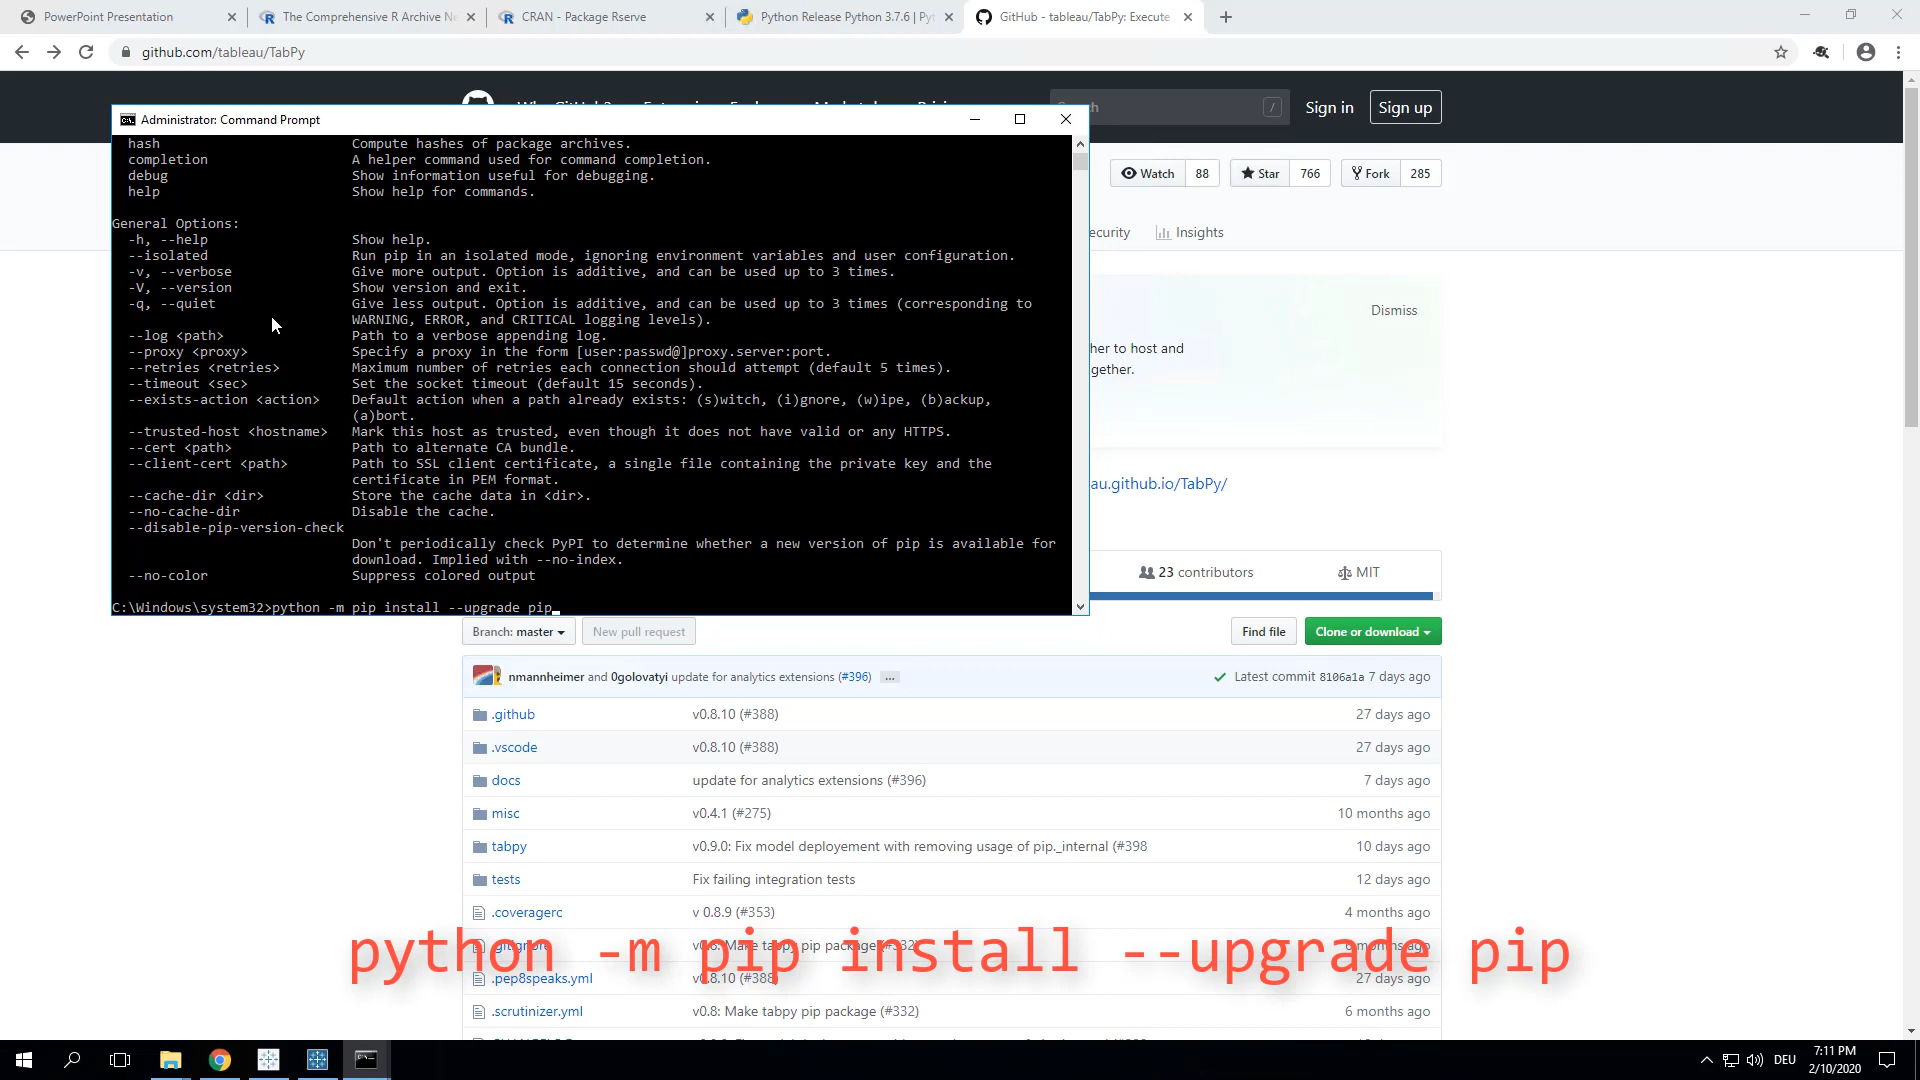 PowerPoint Presentation
The Comprehensive R Archive Ne
CRAN - Package Rserve
Python Release Python 3.7.6 | Pyt
GitHub - tableau/TabPy: Execute
github.com/tableau/TabPy
/
Sign in
Sign up
Administrator: Command Prompt
hash Compute hashes of package archives.
completion A helper command used for command completion.
debug Show information useful for debugging.
help Show help for commands.
General Options:
-h, --help Show help.
--isolated Run pip in an isolated mode, ignoring environment variables and user configuration.
-v, --verbose Give more output. Option is additive, and can be used up to 3 times.
-V, --version Show version and exit.
-q, --quiet Give less output. Option is additive, and can be used up to 3 times (corresponding to
WARNING, ERROR, and CRITICAL logging levels).
--log <path> Path to a verbose appending log.
--proxy <proxy> Specify a proxy in the form [user:passwd@]proxy.server:port.
--retries <retries> Maximum number of retries each connection should attempt (default 5 times).
--timeout <sec> Set the socket timeout (default 15 seconds).
--exists-action <action> Default action when a path already exists: (s)witch, (i)gnore, (w)ipe, (b)ackup,
(a)bort.
--trusted-host <hostname> Mark this host as trusted, even though it does not have valid or any HTTPS.
--cert <path> Path to alternate CA bundle.
--client-cert <path> Path to SSL client certificate, a single file containing the private key and the
certificate in PEM format.
--cache-dir <dir> Store the cache data in <dir>.
--no-cache-dir Disable the cache.
--disable-pip-version-check
Don't periodically check PyPI to determine whether a new version of pip is available for
download. Implied with --no-index.
--no-color Suppress colored output
C:\Windows\system32>python -m pip install --upgrade pip
Watch 88 Star 766 Fork 285
ecurity Insights
Dismiss
her to host and
gether.
au.github.io/TabPy/
23 contributors MIT
Branch: master New pull request Find file Clone or download
nmannheimer and 0golovatyi update for analytics extensions (#396) ... Latest commit 8106a1a 7 days ago
.github v0.8.10 (#388) 27 days ago
.vscode v0.8.10 (#388) 27 days ago
docs update for analytics extensions (#396) 7 days ago
misc v0.4.1 (#275) 10 months ago
tabpy v0.9.0: Fix model deployement with removing usage of pip._internal (#398 10 days ago
tests Fix failing integration tests 12 days ago
.coveragerc v 0.8.9 (#353) 4 months ago
.gitignore v0.8: Make tabpy pip package (#332) 6 months ago
python -m pip install --upgrade pip
.pep8speaks.yml v0.8.10 (#388) 27 days ago
.scrutinizer.yml v0.8: Make tabpy pip package (#332) 6 months ago
DEU
7:11 PM
2/10/2020